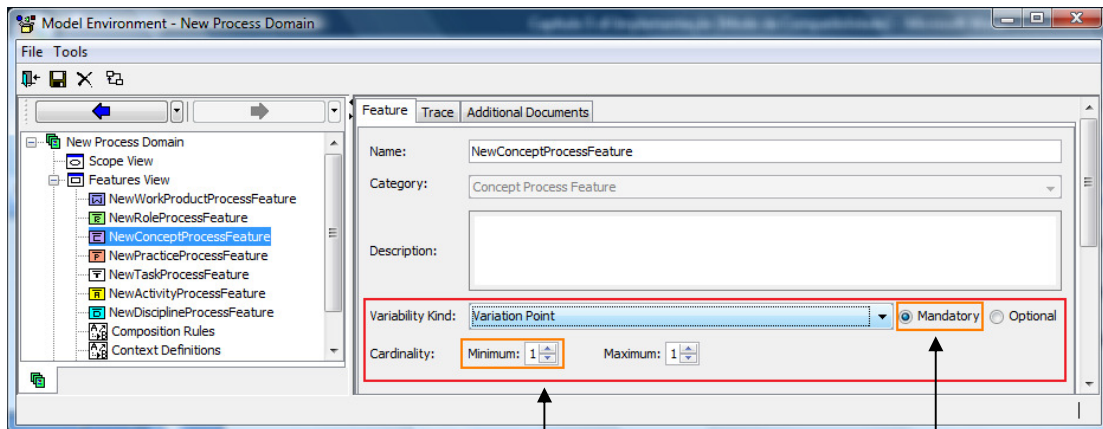 Model Environment - New Process Domain
File Tools
Feature Trace Additional Documents
New Process Domain
Scope View
Features View
NewWorkProductProcessFeature
NewRoleProcessFeature
NewConceptProcessFeature
NewPracticeProcessFeature
NewTaskProcessFeature
NewActivityProcessFeature
NewDisciplineProcessFeature
Composition Rules
Context Definitions
Name: NewConceptProcessFeature
Category: Concept Process Feature
Description:
Variability Kind: Variation Point Mandatory Optional
Cardinality: Minimum: 1 Maximum: 1